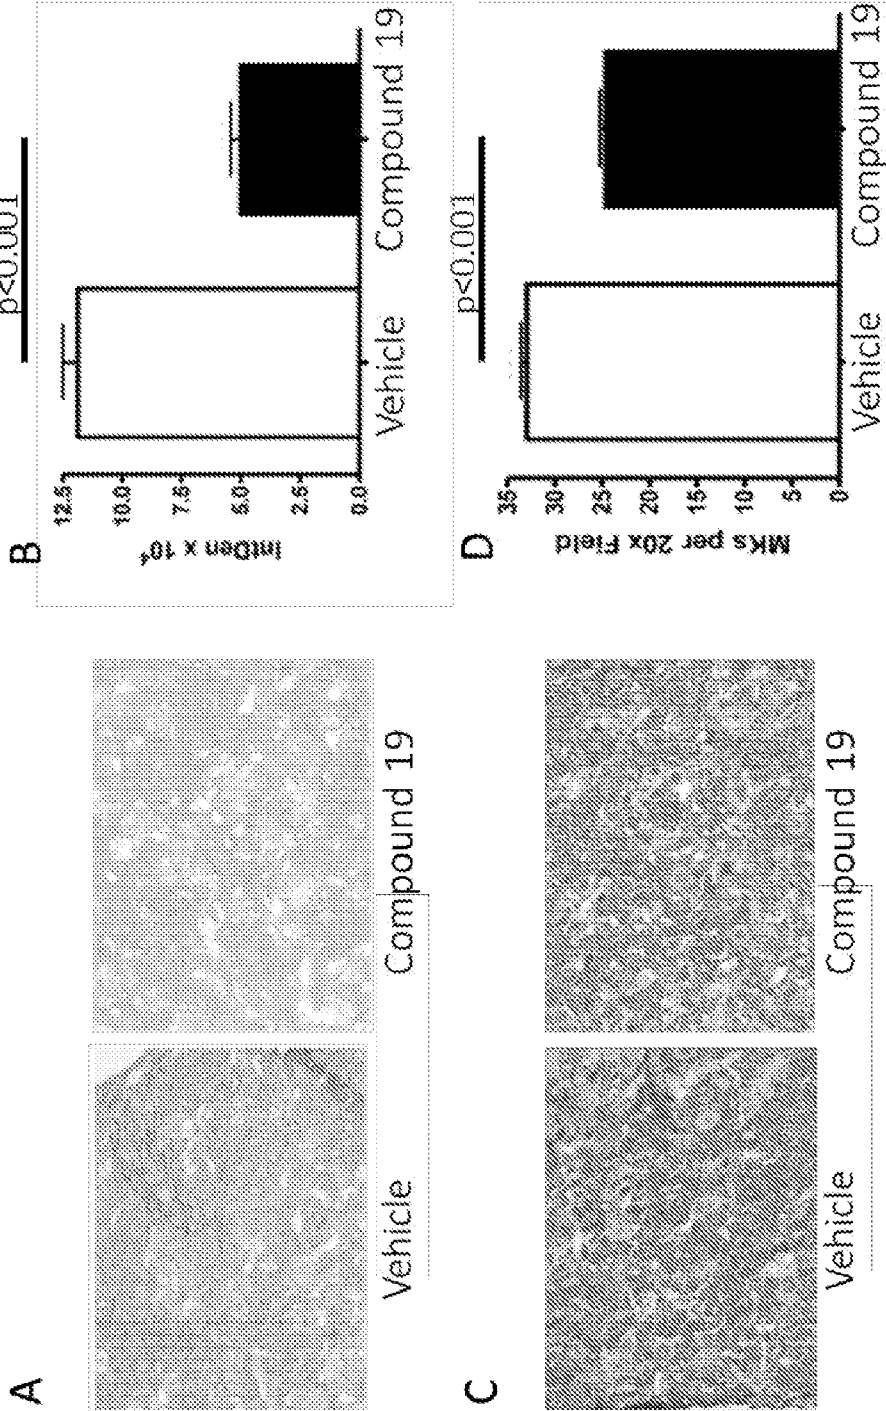 A
Vehicle
Compound 19
B
p<0.001
IntDen x 10⁴
12.5
10.0
7.5
5.0
2.5
0.0
Vehicle
Compound 19
C
Vehicle
Compound 19
D
p<0.001
MKs per 20x Field
35
30
25
20
15
10
5
0
Vehicle
Compound 19